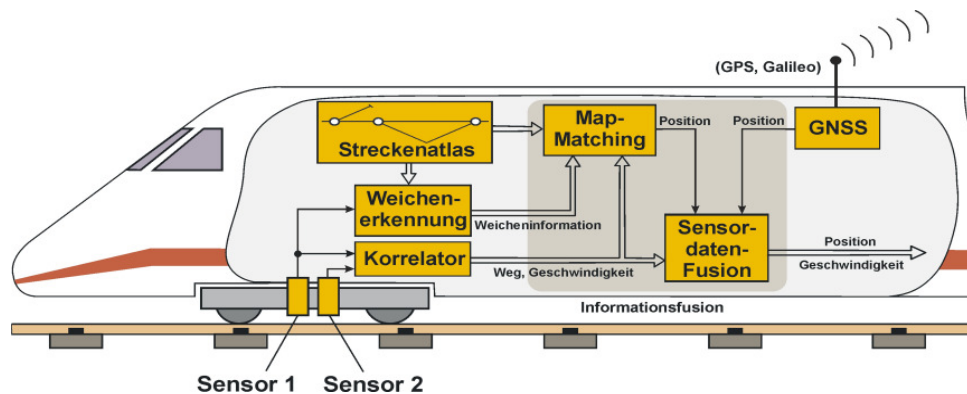 (GPS, Galileo)
Streckenatlas
Map-
Matching
Position
Position
GNSS
Weichen-
erkennung
Weicheninformation
Korrelator
Weg, Geschwindigkeit
Sensor-
daten-
Fusion
Position
Geschwindigkeit
Informationsfusion
Sensor 1
Sensor 2